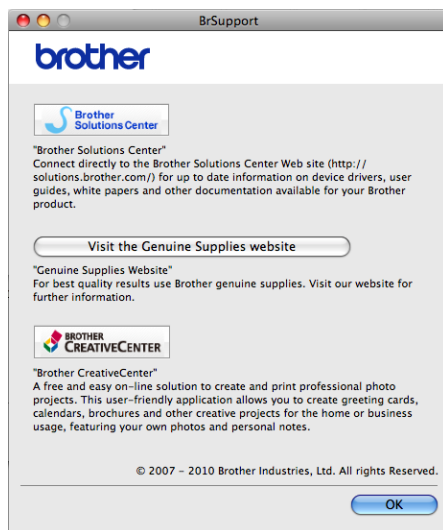 BrSupport
brother
Brother
Solutions Center
"Brother Solutions Center"
Connect directly to the Brother Solutions Center Web site (http://
solutions.brother.com/) for up to date information on device drivers, user
guides, white papers and other documentation available for your Brother
product.
Visit the Genuine Supplies website
"Genuine Supplies Website"
For best quality results use Brother genuine supplies. Visit our website for
further information.
BROTHER
CREATIVECENTER
"Brother CreativeCenter"
A free and easy on-line solution to create and print professional photo
projects. This user-friendly application allows you to create greeting cards,
calendars, brochures and other creative projects for the home or business
usage, featuring your own photos and personal notes.
© 2007 - 2010 Brother Industries, Ltd. All rights Reserved.
OK